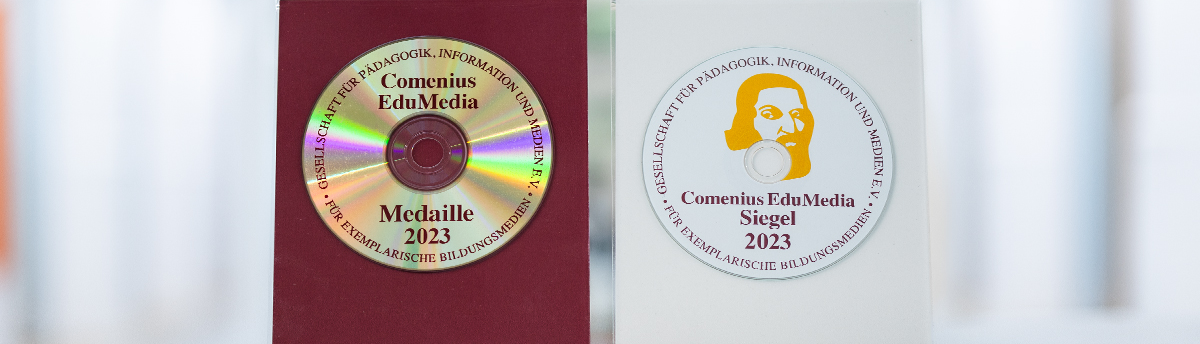 GESELLSCHAFT FÜR PÄDAGOGIK, INFORMATION UND MEDIEN E.V.
Comenius
EduMedia
Medaille
2023
• FÜR EXEMPLARISCHE BILDUNGSMEDIEN •
GESELLSCHAFT FÜR PÄDAGOGIK, INFORMATION UND MEDIEN E.V.
Comenius EduMedia
Siegel
2023
• FÜR EXEMPLARISCHE BILDUNGSMEDIEN •